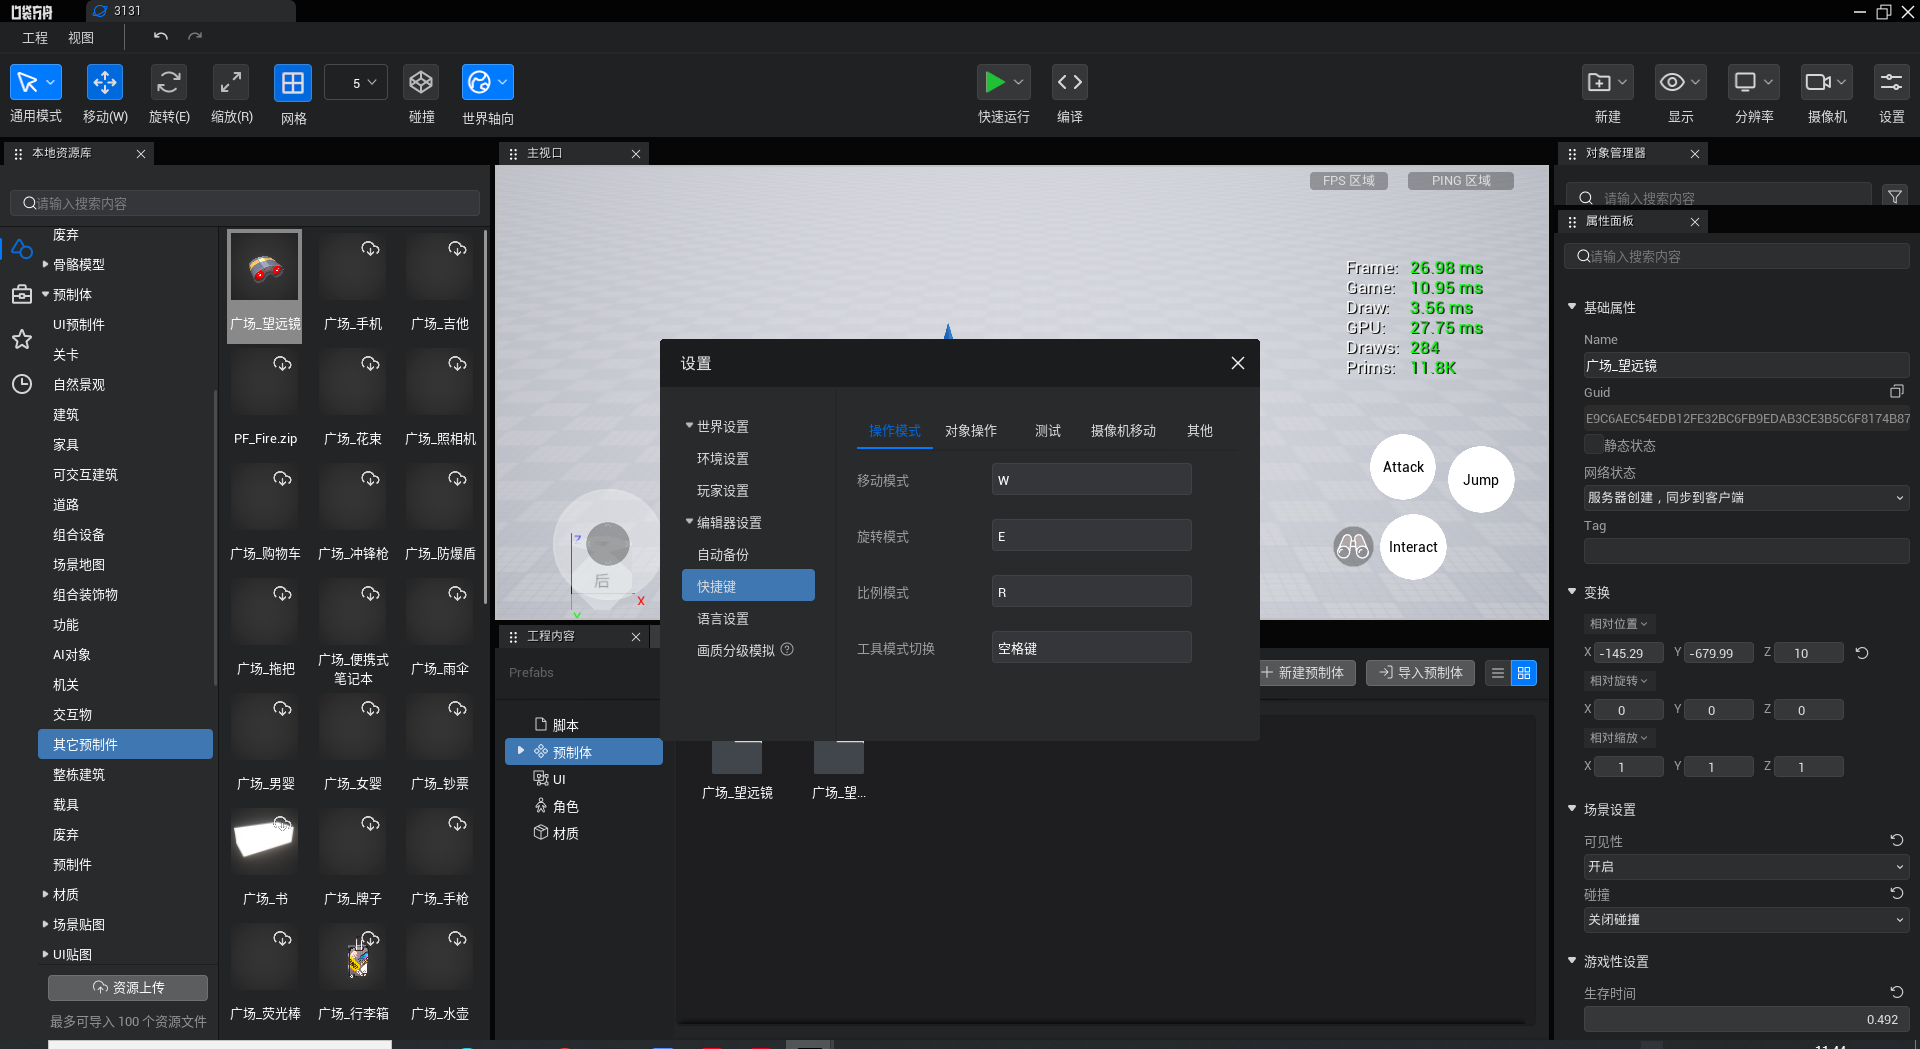 口袋方舟
3131
工程
视图
通用模式
移动(W)
旋转(E)
缩放(R)
网格
5
碰撞
世界轴向
快速运行
编译
新建
显示
分辨率
摄像机
设置
本地资源库
请输入搜索内容
废弃
骨骼模型
预制体
UI预制件
关卡
自然景观
建筑
家具
可交互建筑
道路
组合设备
场景地图
组合装饰物
功能
AI对象
机关
交互物
其它预制件
整栋建筑
载具
废弃
预制件
材质
场景贴图
UI贴图
资源上传
最多可导入 100 个资源文件
广场_望远镜
广场_手机
广场_吉他
PF_Fire.zip
广场_花束
广场_照相机
广场_购物车
广场_冲锋枪
广场_防爆盾
广场_拖把
广场_便携式
笔记本
广场_雨伞
广场_男婴
广场_女婴
广场_钞票
广场_书
广场_牌子
广场_手枪
广场_荧光棒
广场_行李箱
广场_水壶
主视口
FPS 区域
PING 区域
Frame: 26.98 ms
Game: 10.95 ms
Draw: 3.56 ms
GPU: 27.75 ms
Draws: 284
Prims: 11.8K
Attack
Jump
Interact
Z
后
X
Y
设置
世界设置
环境设置
玩家设置
编辑器设置
自动备份
快捷键
语言设置
画质分级模拟
操作模式
对象操作
测试
摄像机移动
其他
移动模式
W
旋转模式
E
比例模式
R
工具模式切换
空格键
工程内容
Prefabs
新建预制体
导入预制体
脚本
预制体
UI
角色
材质
广场_望远镜
广场_望...
对象管理器
请输入搜索内容
属性面板
请输入搜索内容
基础属性
Name
广场_望远镜
Guid
E9C6AEC54EDB12FE32BC6FB9EDAB3CE3B5C6F8174B87
静态状态
网络状态
服务器创建，同步到客户端
Tag
变换
相对位置
X -145.29 Y -679.99 Z 10
相对旋转
X 0 Y 0 Z 0
相对缩放
X 1 Y 1 Z 1
场景设置
可见性
开启
碰撞
关闭碰撞
游戏性设置
生存时间
0.492